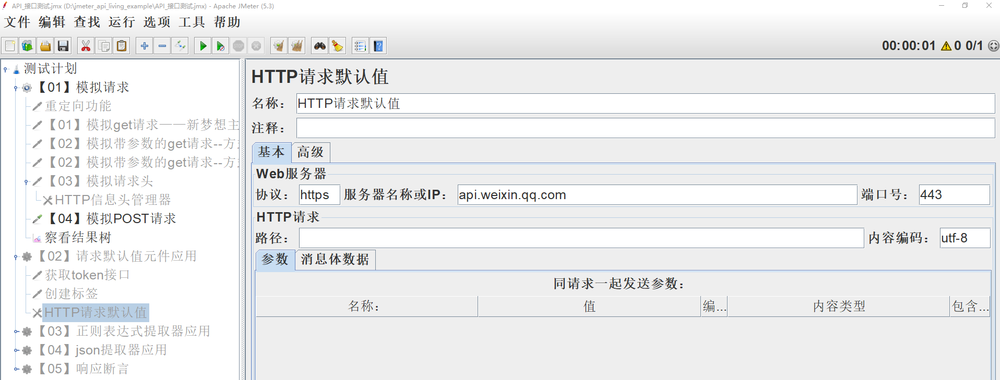 API_接口测试.jmx (D:\jmeter_api_living_example\API_接口测试.jmx) - Apache JMeter (5.3)
文件 编辑 查找 运行 选项 工具 帮助
00:00:01 0 0/1
测试计划
【01】模拟请求
重定向功能
【01】模拟get请求——新梦想主
【02】模拟带参数的get请求--方
【02】模拟带参数的get请求--方
【03】模拟请求头
HTTP信息头管理器
【04】模拟POST请求
察看结果树
【02】请求默认值元件应用
获取token接口
创建标签
HTTP请求默认值
【03】正则表达式提取器应用
【04】json提取器应用
【05】响应断言
HTTP请求默认值
名称： HTTP请求默认值
注释：
基本 高级
Web服务器
协议： https 服务器名称或IP： api.weixin.qq.com 端口号： 443
HTTP请求
路径： 内容编码： utf-8
参数 消息体数据
同请求一起发送参数：
名称： 值 编... 内容类型 包含...